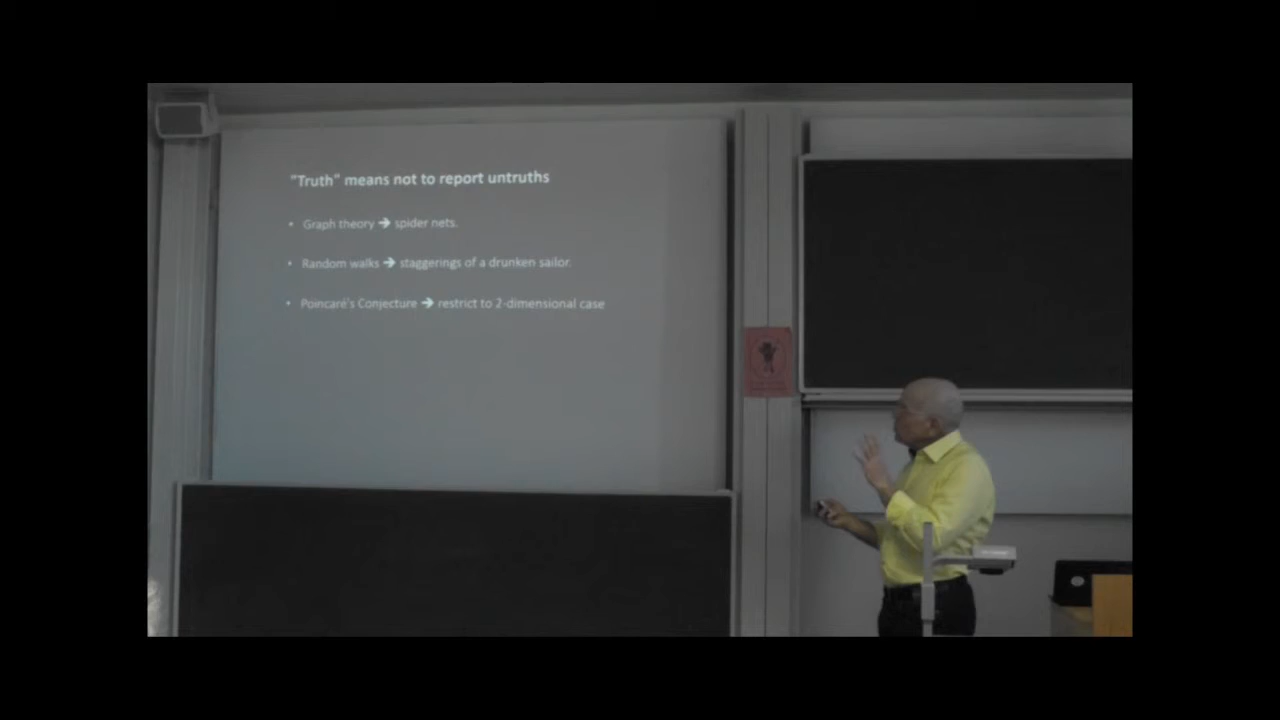 "Truth" means not to report untruths
• Graph theory ➔ spider nets.
• Random walks ➔ staggerings of a drunken sailor.
• Poincaré's Conjecture ➔ restrict to 2-dimensional case